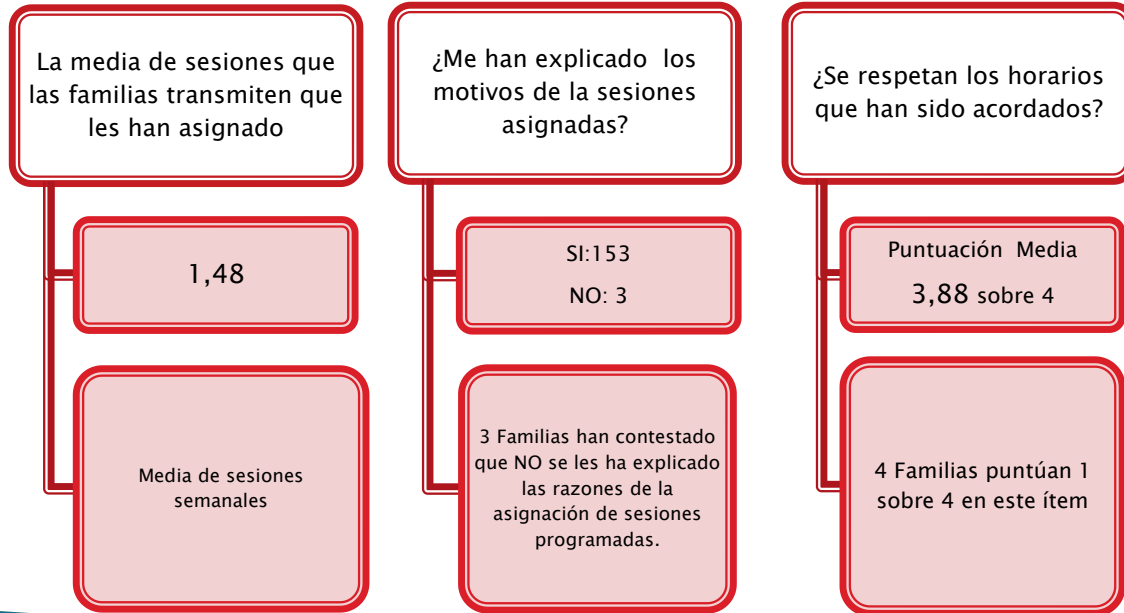 La media de sesiones que
las familias transmiten que
les han asignado
1,48
Media de sesiones
semanales
¿Me han explicado los
motivos de la sesiones
asignadas?
SI:153
NO: 3
3 Familias han contestado
que NO se les ha explicado
las razones de la
asignación de sesiones
programadas.
¿Se respetan los horarios
que han sido acordados?
Puntuación Media
3,88 sobre 4
4 Familias puntúan 1
sobre 4 en este ítem